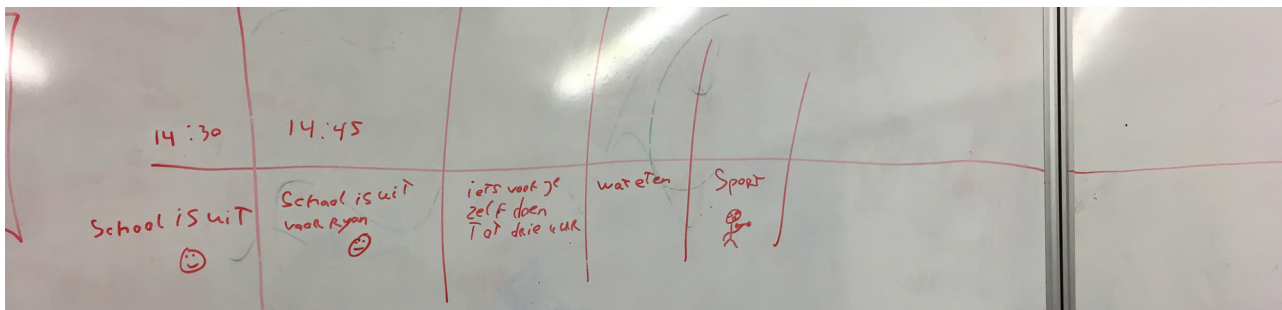 14:30
14:45
School is uit
School is uit
voor Ryan
iets voor je
zelf doen
Tot drie uur
wat eten
Sport